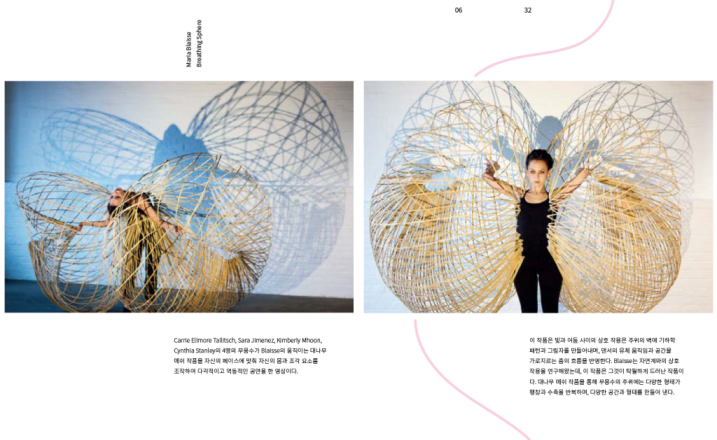 06
32
Maria Blaisse
Breathing Sphere
Carrie Ellmore Tallitsch, Sara Jimenez, Kimberly Mhoon,
Cynthia Stanley의 4명의 무용수가 Blaisse의 움직이는 대나무
메쉬 작품을 자신의 페이스에 맞춰 자신의 몸과 조각 요소를
조작하며 다각적이고 역동적인 공연을 한 영상이다.
이 작품은 빛과 어둠 사이의 상호 작용은 주위의 벽에 기하학
패턴과 그림자를 만들어내며, 댄서의 유체 움직임과 공간을
가로지르는 춤의 흐름을 반영한다. Blaisse는 자연계와의 상호
작용을 연구해왔는데, 이 작품은 그것이 탁월하게 드러난 작품이
다. 대나무 메쉬 작품을 통해 무용수의 주위에는 다양한 형태가
팽창과 수축을 반복하며, 다양한 공간과 형태를 만들어 낸다.